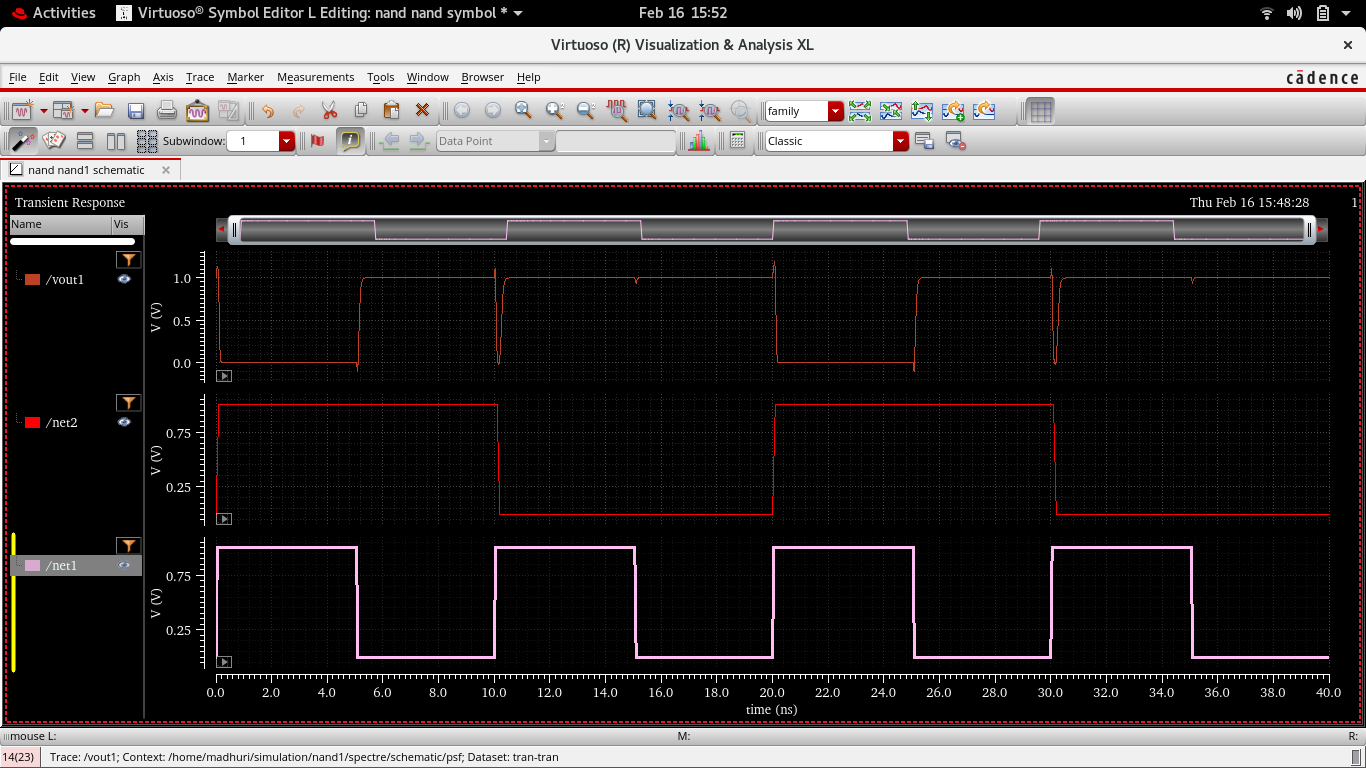 Activities Virtuoso® Symbol Editor L Editing: nand nand symbol * Feb 16 15:52
Virtuoso (R) Visualization & Analysis XL
File Edit View Graph Axis Trace Marker Measurements Tools Window Browser Help cādence
family
Subwindow: 1 Data Point Classic
nand nand1 schematic
Transient Response Thu Feb 16 15:48:28 1
Name Vis
/vout1
V (V)
1.0
0.5
0.0
/net2
V (V)
0.75
0.25
/net1
V (V)
0.75
0.25
0.0 2.0 4.0 6.0 8.0 10.0 12.0 14.0 16.0 18.0 20.0 22.0 24.0 26.0 28.0 30.0 32.0 34.0 36.0 38.0 40.0
time (ns)
mouse L: M: R:
14(23) Trace: /vout1; Context: /home/madhuri/simulation/nand1/spectre/schematic/psf; Dataset: tran-tran